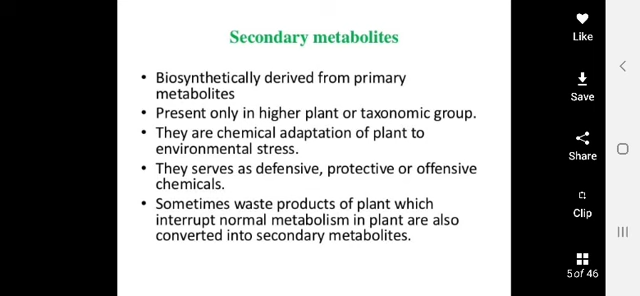 Secondary metabolites
• Biosynthetically derived from primary
metabolites
• Present only in higher plant or taxonomic group.
• They are chemical adaptation of plant to
environmental stress.
• They serves as defensive, protective or offensive
chemicals.
• Sometimes waste products of plant which
interrupt normal metabolism in plant are also
converted into secondary metabolites.
Like
Save
Share
Clip
5 of 46